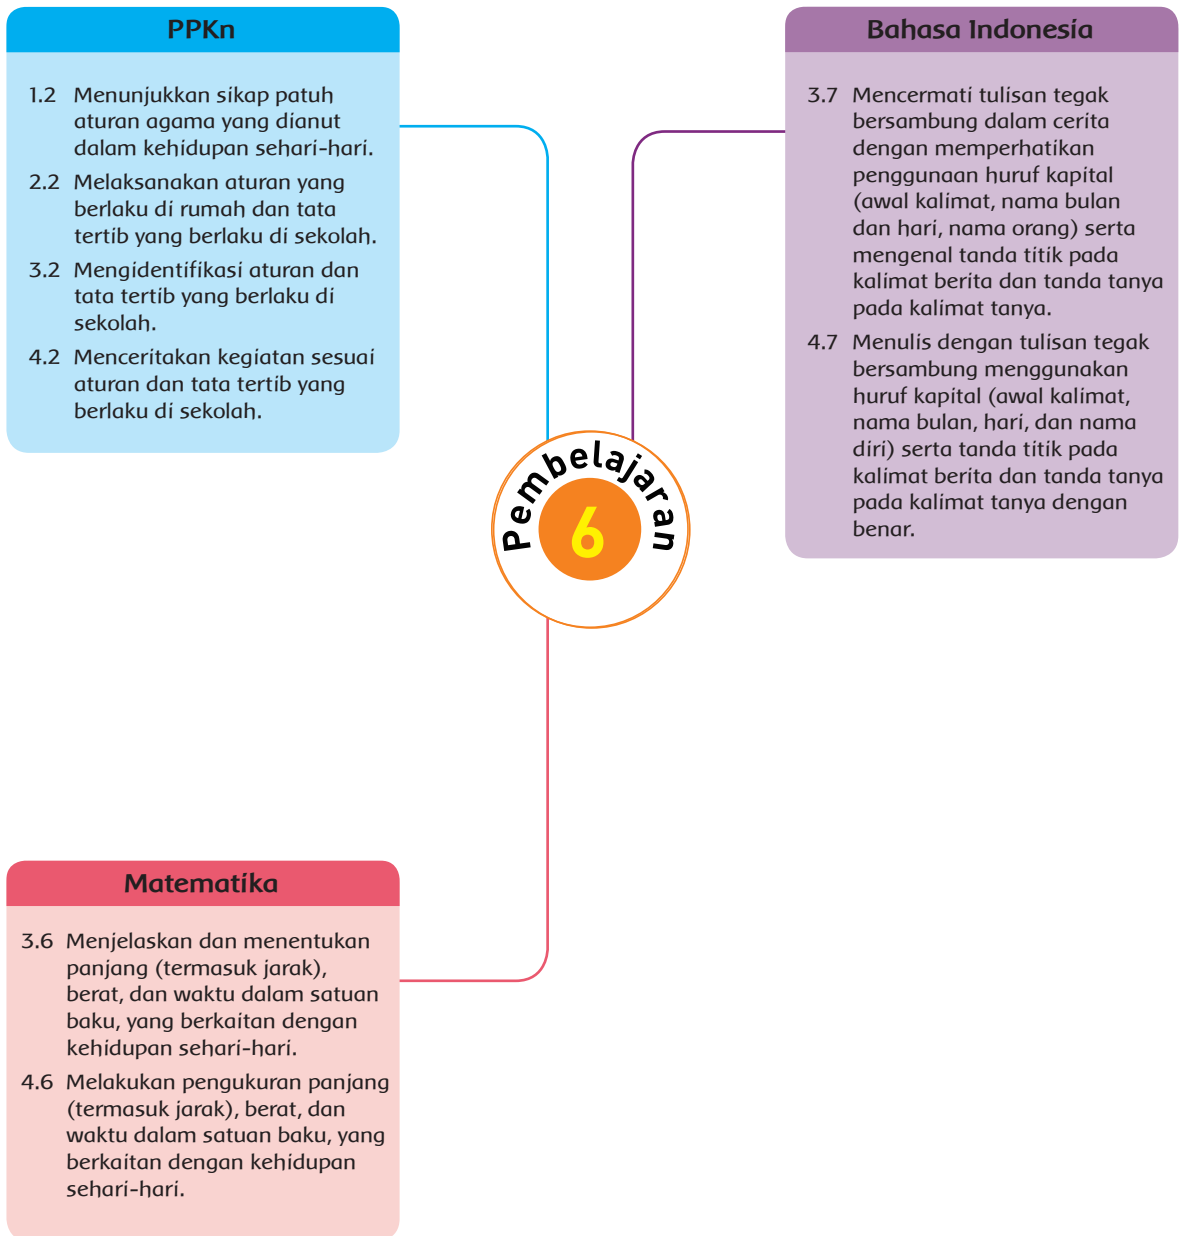 PPKn
1.2 Menunjukkan sikap patuh
aturan agama yang dianut
dalam kehidupan sehari-hari.
2.2 Melaksanakan aturan yang
berlaku di rumah dan tata
tertib yang berlaku di sekolah.
3.2 Mengidentifikasi aturan dan
tata tertib yang berlaku di
sekolah.
4.2 Menceritakan kegiatan sesuai
aturan dan tata tertib yang
berlaku di sekolah.
Bahasa Indonesia
3.7 Mencermati tulisan tegak
bersambung dalam cerita
dengan memperhatikan
penggunaan huruf kapital
(awal kalimat, nama bulan
dan hari, nama orang) serta
mengenal tanda titik pada
kalimat berita dan tanda tanya
pada kalimat tanya.
4.7 Menulis dengan tulisan tegak
bersambung menggunakan
huruf kapital (awal kalimat,
nama bulan, hari, dan nama
diri) serta tanda titik pada
kalimat berita dan tanda tanya
pada kalimat tanya dengan
benar.
Pembelajaran
6
Matematika
3.6 Menjelaskan dan menentukan
panjang (termasuk jarak),
berat, dan waktu dalam satuan
baku, yang berkaitan dengan
kehidupan sehari-hari.
4.6 Melakukan pengukuran panjang
(termasuk jarak), berat, dan
waktu dalam satuan baku, yang
berkaitan dengan kehidupan
sehari-hari.